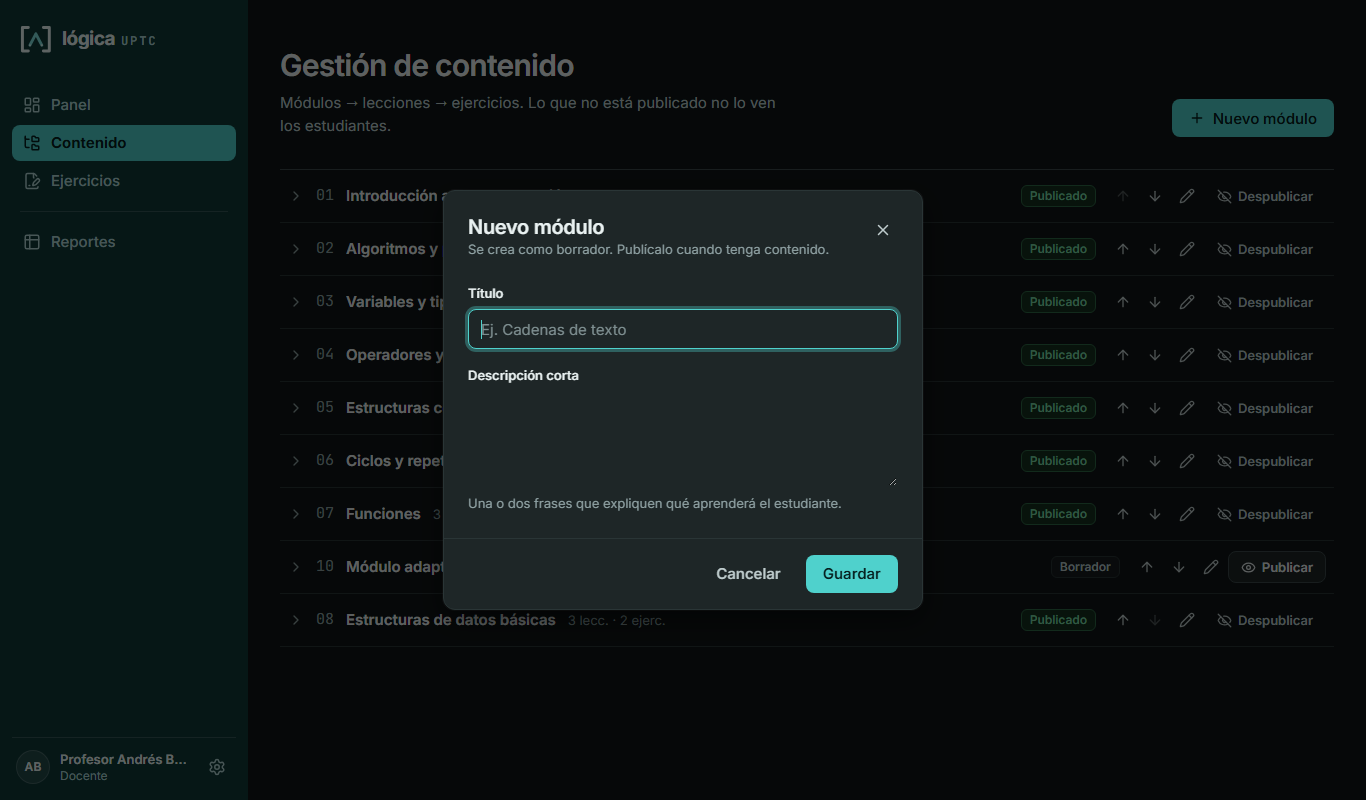 lógica UPTC
Panel
Contenido
Ejercicios
Reportes
AB
Profesor Andrés B...
Docente
Gestión de contenido
Módulos → lecciones → ejercicios. Lo que no está publicado no lo ven
los estudiantes.
+ Nuevo módulo
01 Introducción Publicado Despublicar
02 Algoritmos y Publicado Despublicar
03 Variables y Publicado Despublicar
04 Operadores y Publicado Despublicar
05 Estructuras Publicado Despublicar
06 Ciclos y Publicado Despublicar
07 Funciones 3 Publicado Despublicar
10 Módulo Borrador Publicar
08 Estructuras de datos básicas 3 lecc. · 2 ejerc. Publicado Despublicar
Nuevo módulo
Se crea como borrador. Publícalo cuando tenga contenido.
Título
Ej. Cadenas de texto
Descripción corta
Una o dos frases que expliquen qué aprenderá el estudiante.
Cancelar
Guardar